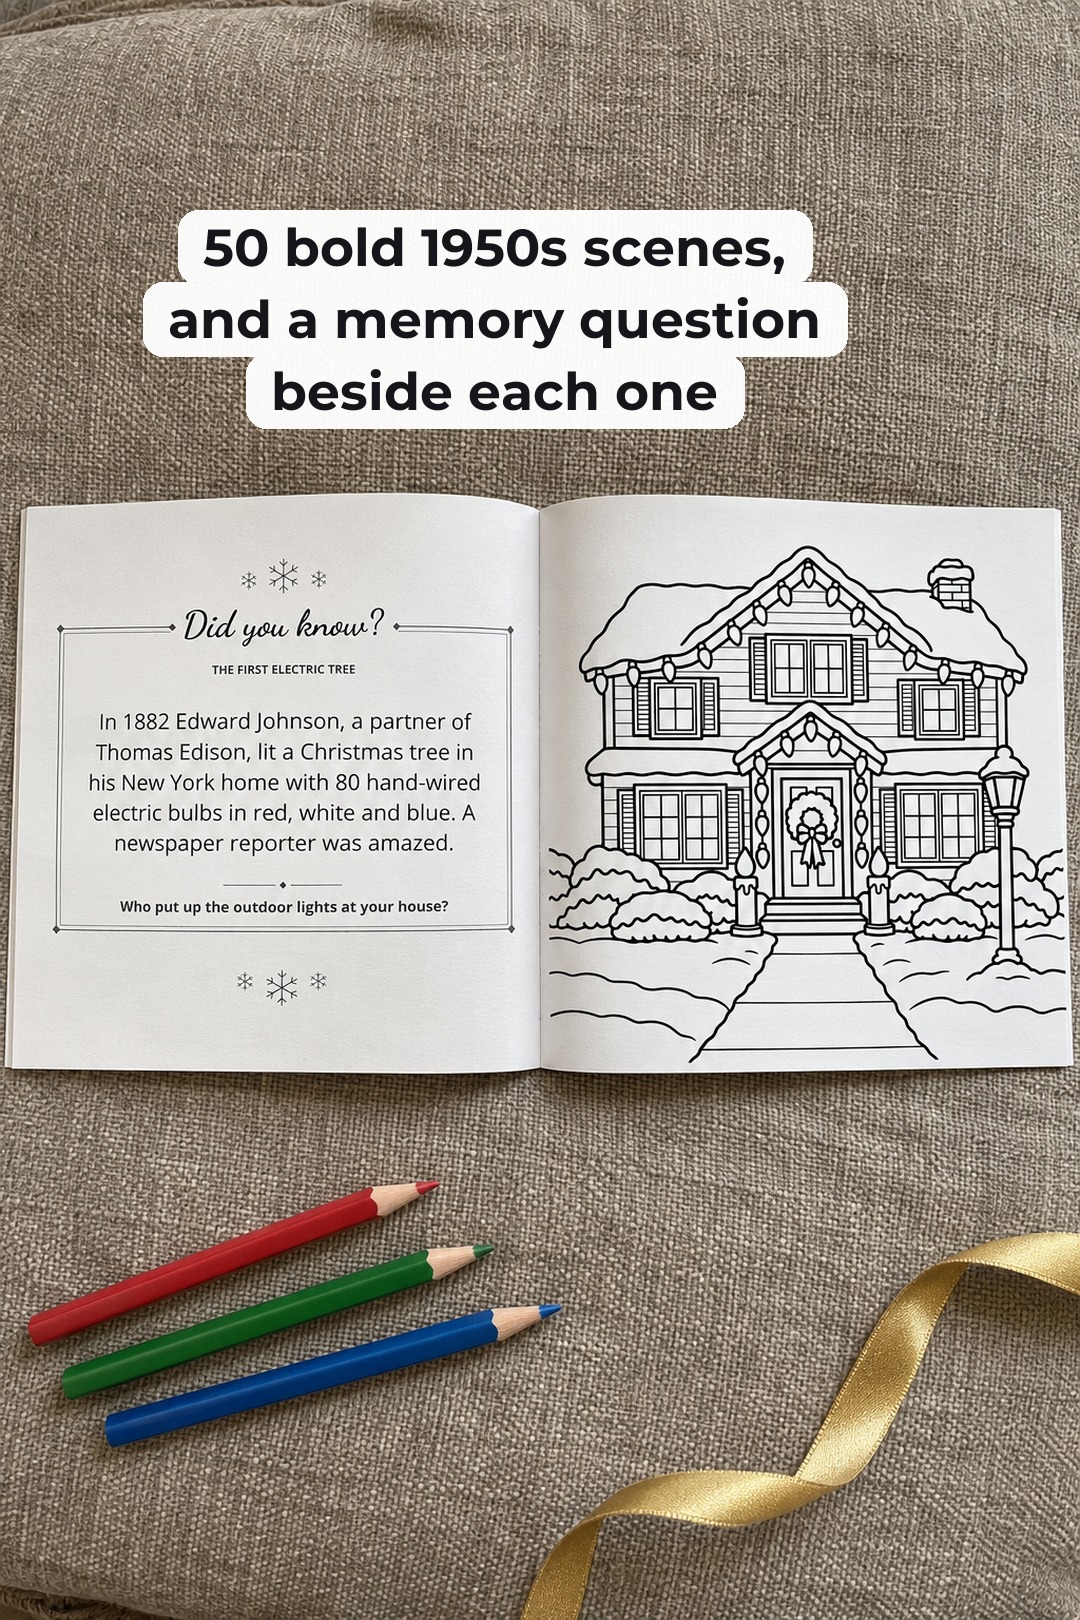 50 bold 1950s scenes,
and a memory question
beside each one
Did you know?
THE FIRST ELECTRIC TREE
In 1882 Edward Johnson, a partner of
Thomas Edison, lit a Christmas tree in
his New York home with 80 hand-wired
electric bulbs in red, white and blue. A
newspaper reporter was amazed.
Who put up the outdoor lights at your house?